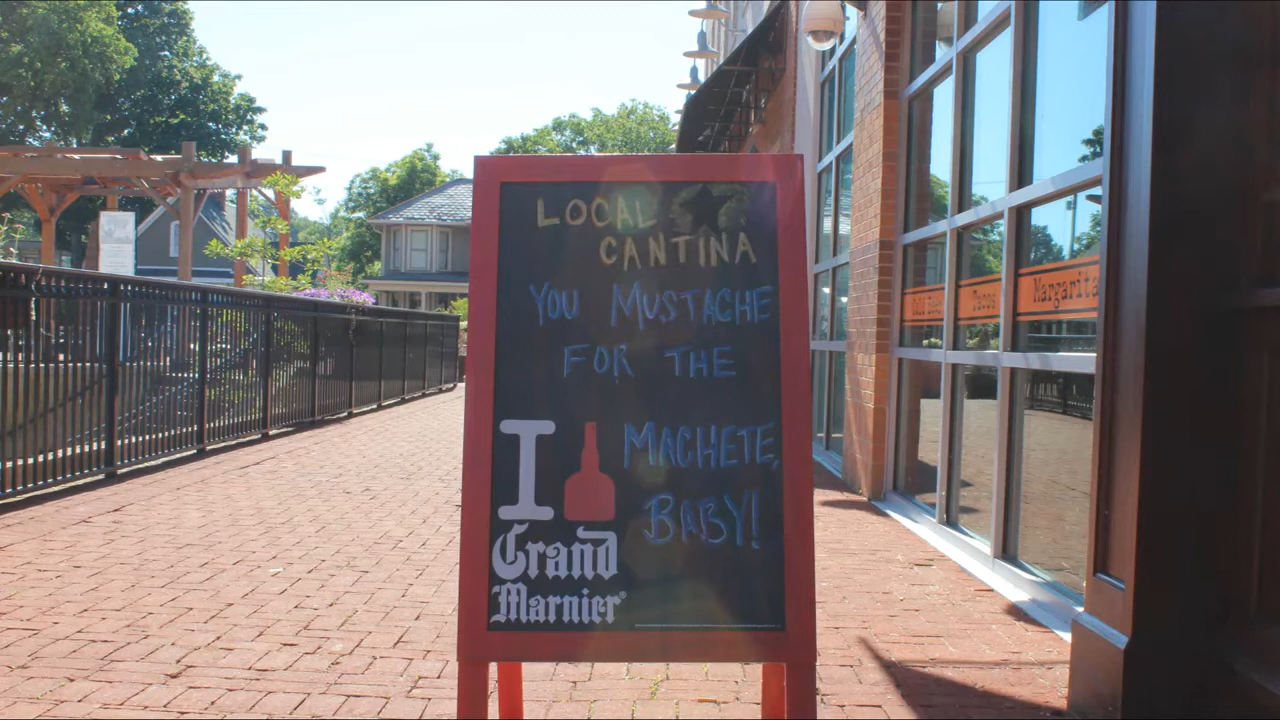 LOCAL
CANTINA
YOU MUSTACHE
FOR THE
MACHETE,
BABY!
I
Grand
Marnier
Tacos
Margarita